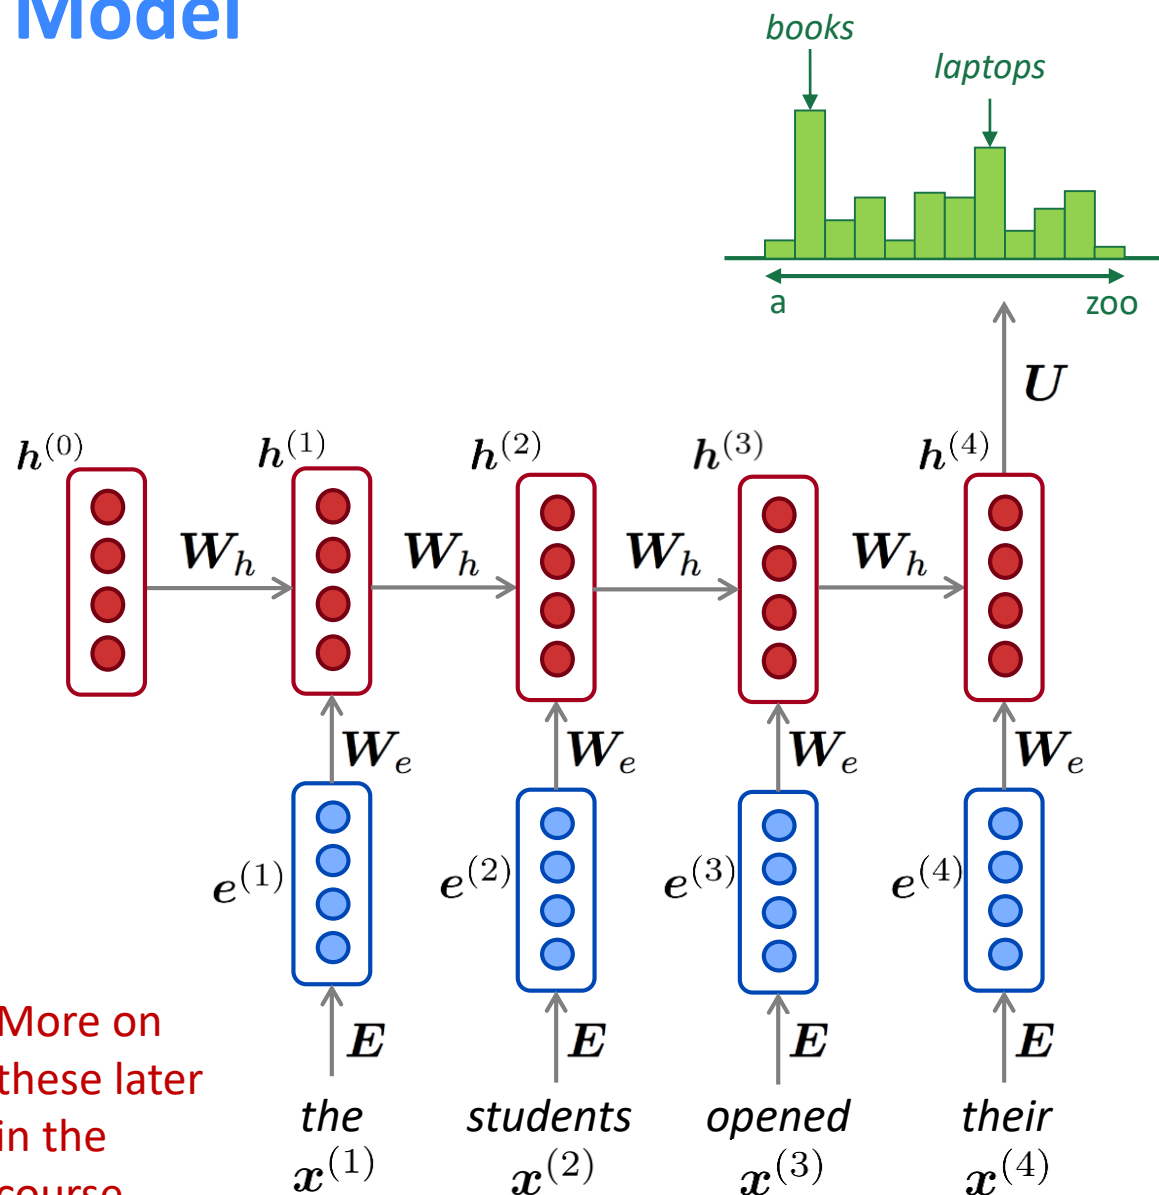 Model
books
laptops
a zoo
U
h(0) h(1) h(2) h(3) h(4)
Wh Wh Wh Wh
We We We We
e(1) e(2) e(3) e(4)
More on
these later
in the
course
E E E E
the students opened their
x(1) x(2) x(3) x(4)